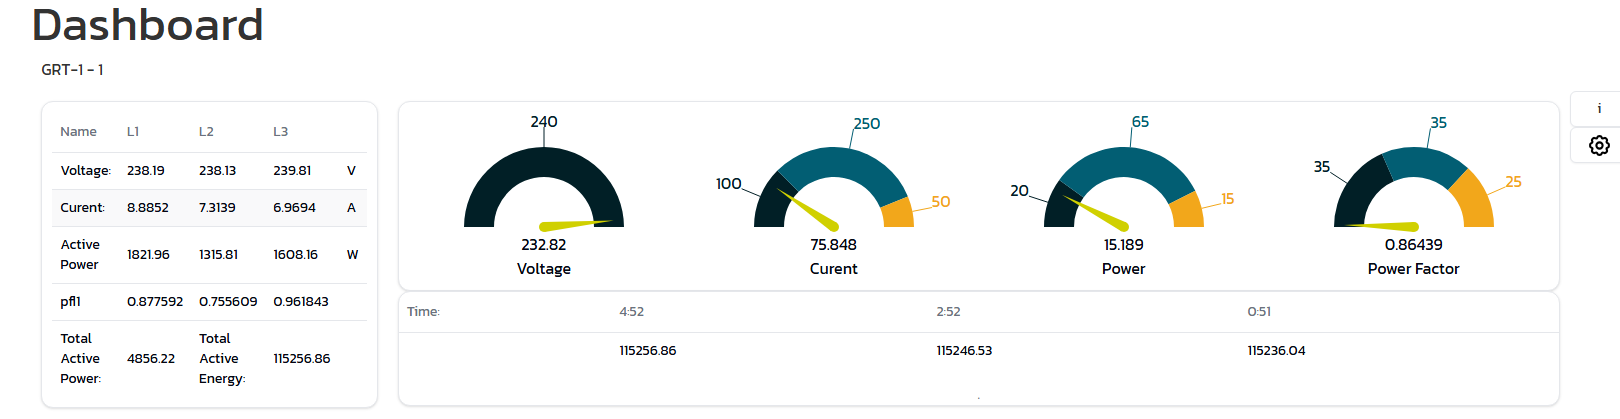 Dashboard
GRT-1 - 1
Name L1 L2 L3
Voltage: 238.19 238.13 239.81 V
Curent: 8.8852 7.3139 6.9694 A
Active Power 1821.96 1315.81 1608.16 W
pfl1 0.877592 0.755609 0.961843
Total Active Power: 4856.22 Total Active Energy: 115256.86
240
232.82
Voltage
100 250 50
75.848
Curent
20 65 15
15.189
Power
35 35 25
0.86439
Power Factor
i
Time: 4:52 2:52 0:51
115256.86 115246.53 115236.04